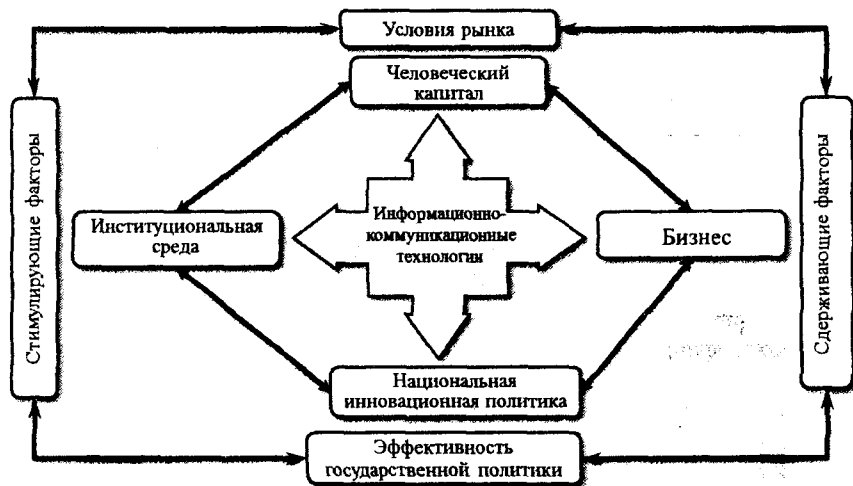 Условия рынка
Человеческий
капитал
Стимулирующие факторы
Институциональная
среда
Информационно-
коммуникационные
технологии
Бизнес
Сдерживающие факторы
Национальная
инновационная политика
Эффективность
государственной политики